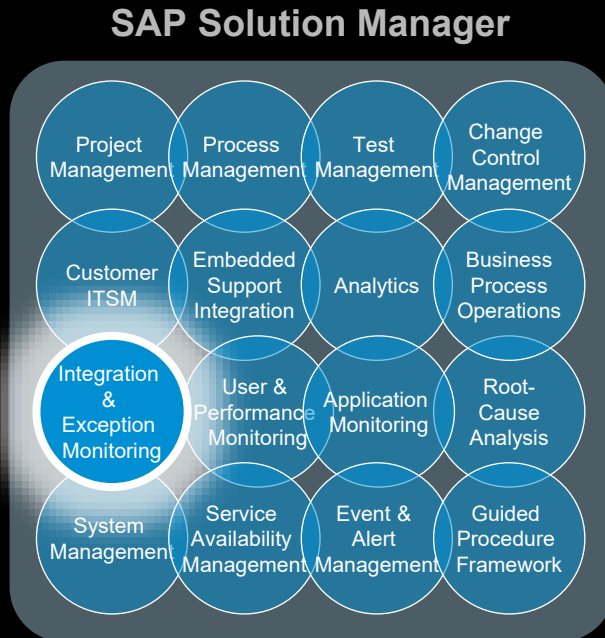 SAP Solution Manager
Project
Management
Process
Management
Test
Management
Change
Control
Management
Customer
ITSM
Embedded
Support
Integration
Analytics
Business
Process
Operations
Integration
&
Exception
Monitoring
User &
Performance
Monitoring
Application
Monitoring
Root-
Cause
Analysis
System
Management
Service
Availability
Management
Event &
Alert
Management
Guided
Procedure
Framework